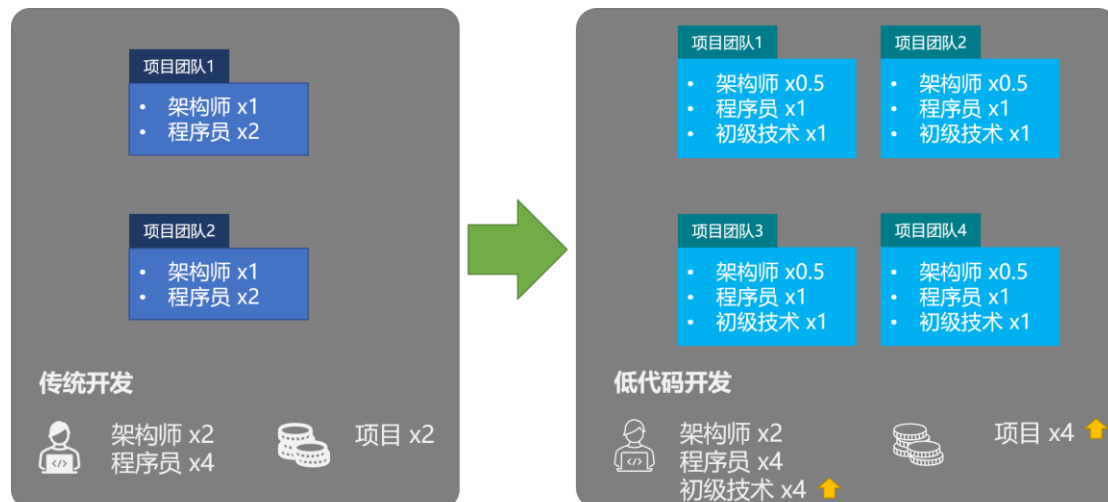 项目团队1
• 架构师 x1
• 程序员 x2
项目团队2
• 架构师 x1
• 程序员 x2
传统开发
架构师 x2
程序员 x4
项目 x2
项目团队1
• 架构师 x0.5
• 程序员 x1
• 初级技术 x1
项目团队2
• 架构师 x0.5
• 程序员 x1
• 初级技术 x1
项目团队3
• 架构师 x0.5
• 程序员 x1
• 初级技术 x1
项目团队4
• 架构师 x0.5
• 程序员 x1
• 初级技术 x1
低代码开发
架构师 x2
程序员 x4
初级技术 x4
项目 x4